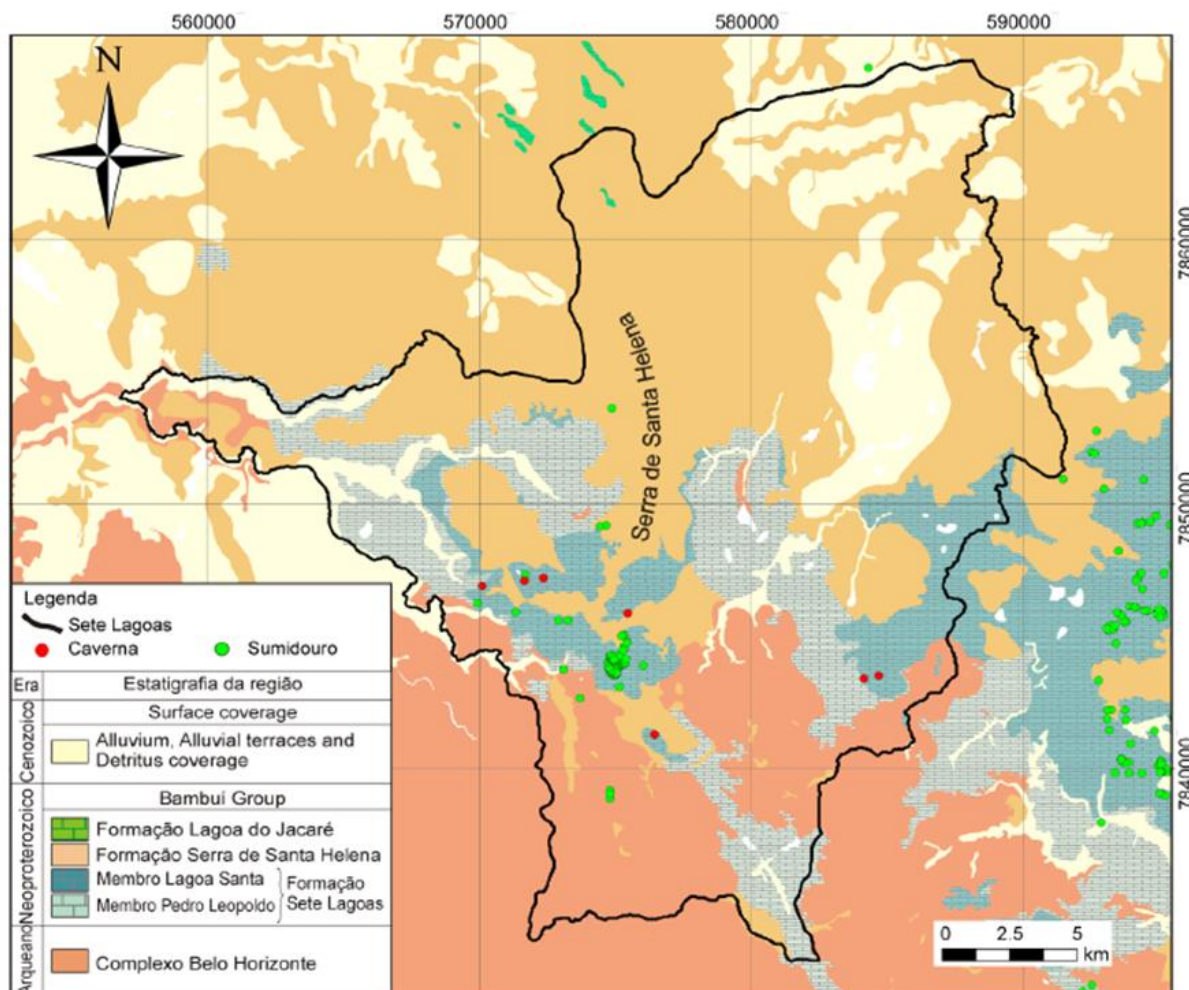 560000 570000 580000 590000
N
7860000
Serra de Santa Helena
7850000
Legenda
Sete Lagoas
Caverna Sumidouro
Era Estatigrafia da região
Cenozoico
Surface coverage
Alluvium, Alluvial terraces and
Detritus coverage
Neoproterozoico
Bambuí Group
Formação Lagoa do Jacaré
Formação Serra de Santa Helena
Membro Lagoa Santa
Membro Pedro Leopoldo
Formação
Sete Lagoas
Arqueano
Complexo Belo Horizonte
7840000
0 2.5 5
km